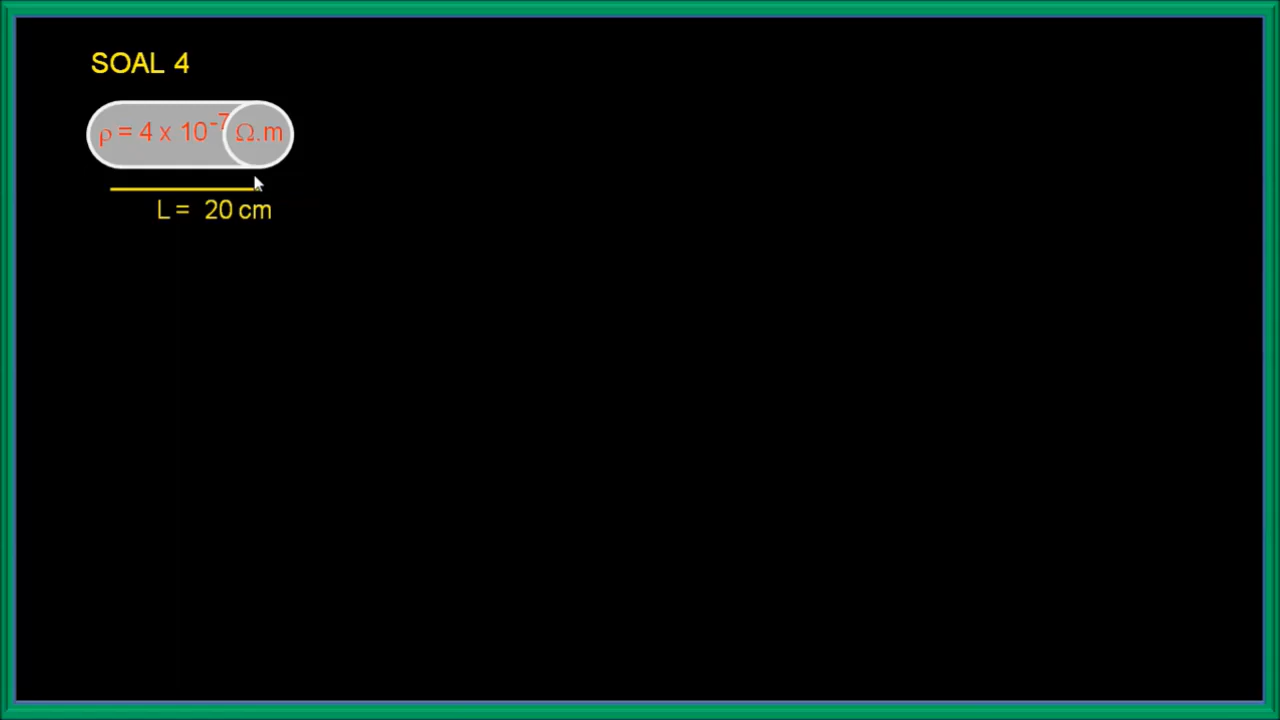 SOAL 4
ρ = 4 x 10⁻⁷ Ω.m
L = 20 cm